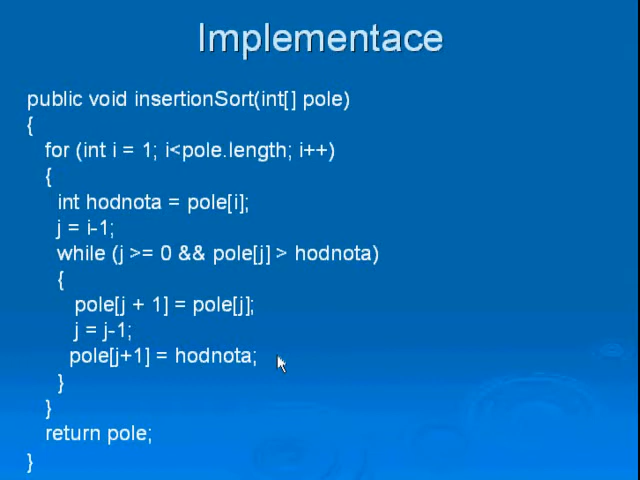 Implementace
public void insertionSort(int[] pole)
{
for (int i = 1; i<pole.length; i++)
{
int hodnota = pole[i];
j = i-1;
while (j >= 0 && pole[j] > hodnota)
{
pole[j + 1] = pole[j];
j = j-1;
pole[j+1] = hodnota;
}
}
return pole;
}